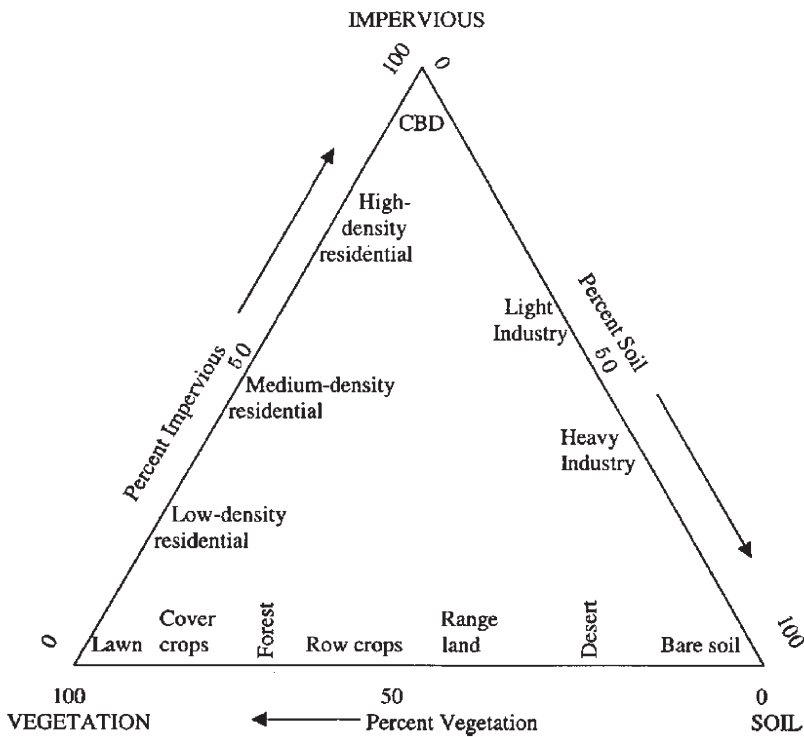 IMPERVIOUS
100
0
CBD
High-
density
residential
Percent Impervious
50
Light
Industry
Percent Soil
50
Medium-density
residential
Heavy
Industry
Low-density
residential
0
Lawn
Cover
crops
Forest
Row crops
Range
land
Desert
Bare soil
100
100
50
0
VEGETATION
Percent Vegetation
SOIL